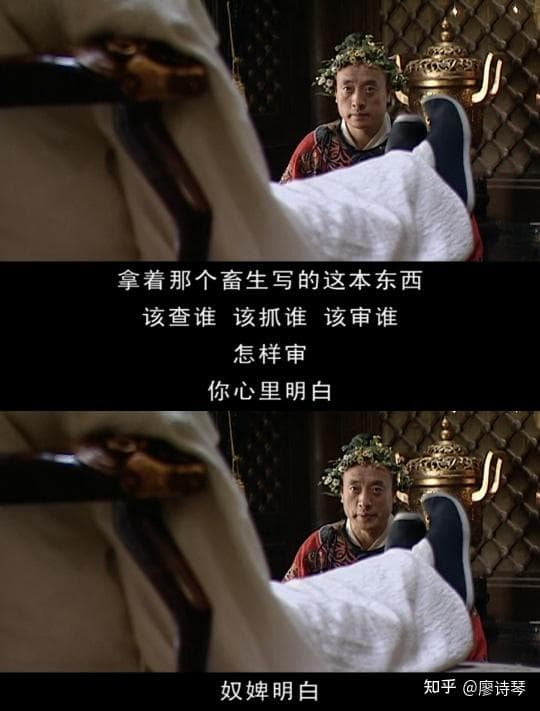 拿着那个畜生写的这本东西
该查谁 该抓谁 该审谁
怎样审
你心里明白
奴婢明白
知乎 @廖诗琴